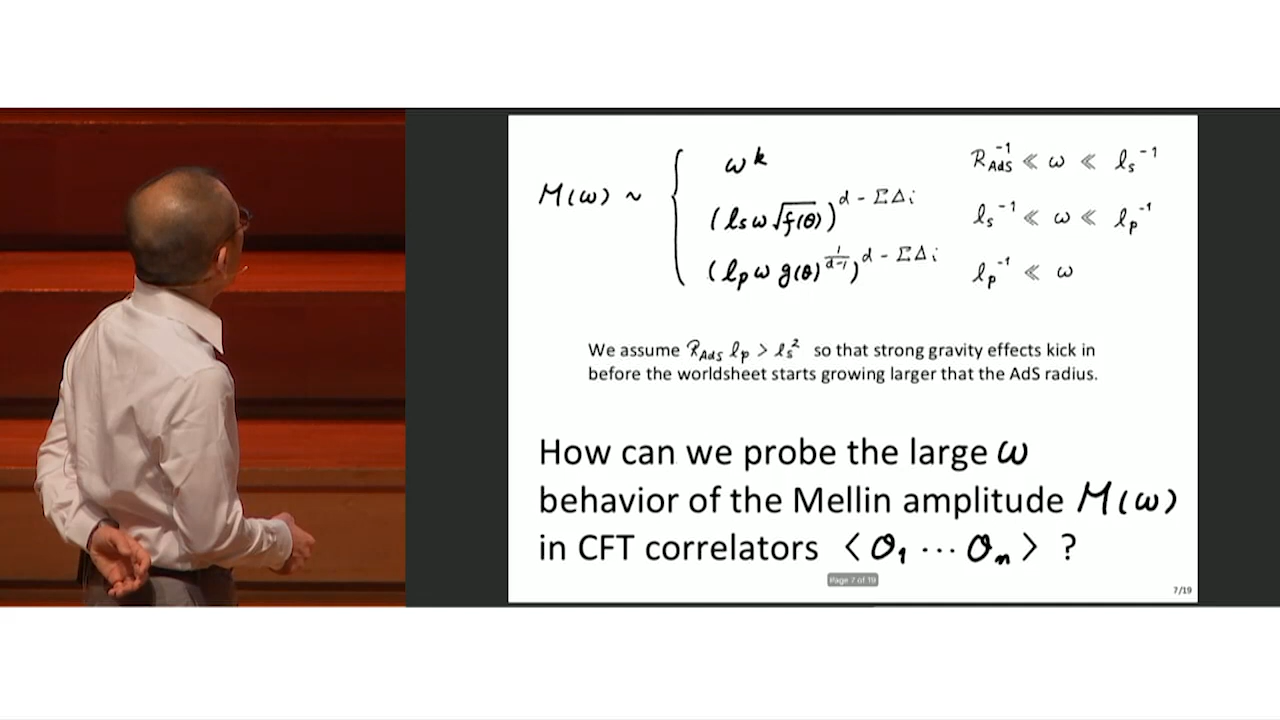 M(ω) ~ { ω^k    R_AdS^-1 ≪ ω ≪ l_s^-1
(l_s ω √f(θ))^{d - ΣΔi}    l_s^-1 ≪ ω ≪ l_p^-1
(l_p ω g(θ)^{1/(d-1)})^{d - ΣΔi}    l_p^-1 ≪ ω
We assume R_AdS l_p > l_s^2 so that strong gravity effects kick in
before the worldsheet starts growing larger that the AdS radius.
How can we probe the large ω
behavior of the Mellin amplitude M(ω)
in CFT correlators ⟨O_1 ⋯ O_n⟩ ?
Page 7 of 19
7/19